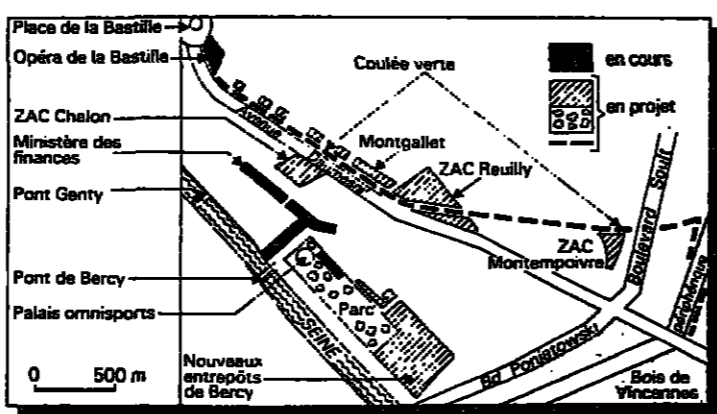 Place de la Bastille
Opéra de la Bastille
ZAC Chalon
Ministère des
finances
Pont Genty
Pont de Bercy
Palais omnisports
0 500 m
Coulée verte
Avenue
Montgallet
ZAC Reuilly
en cours
en projet
ZAC
Montempoivre
Boulevard Soult
périphérique
Parc
SEINE
Nouveaux
entrepôts
de Bercy
Bd Poniatowski
Bois de
Vincennes